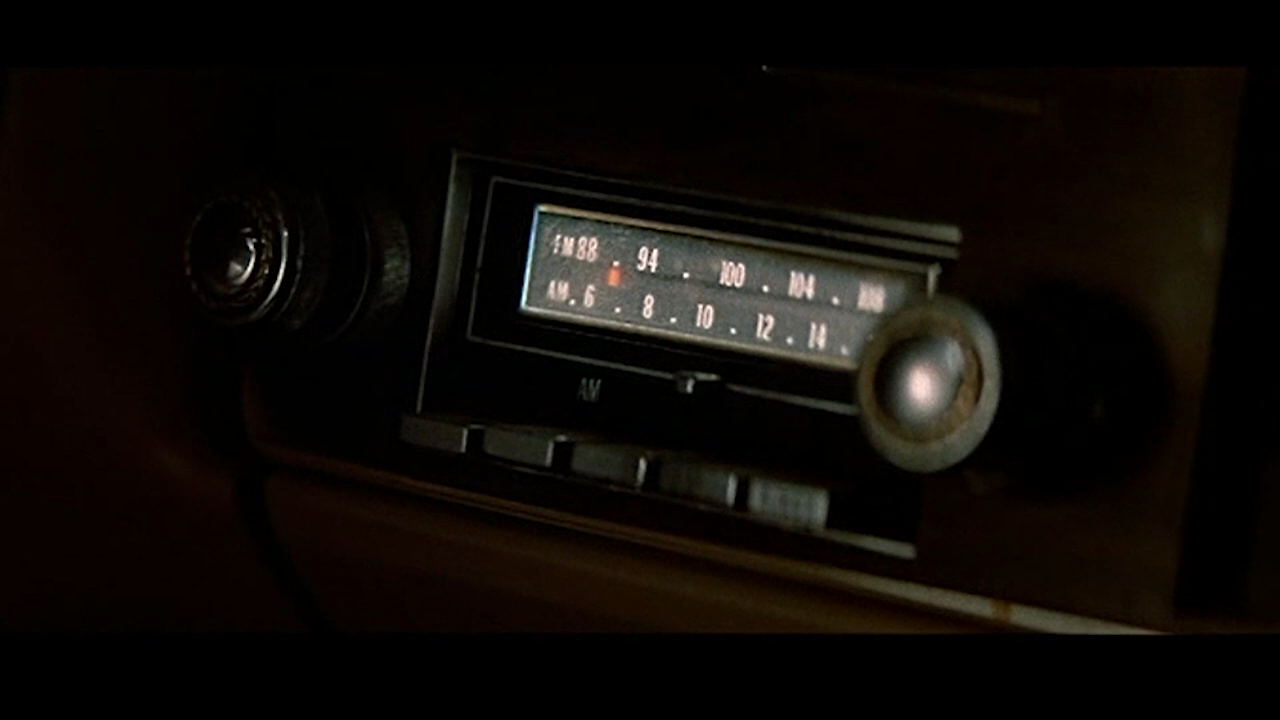 FM 88 . 94 . 100 . 104 . 108
AM . 6 . 8 . 10 . 12 . 14 .
AM